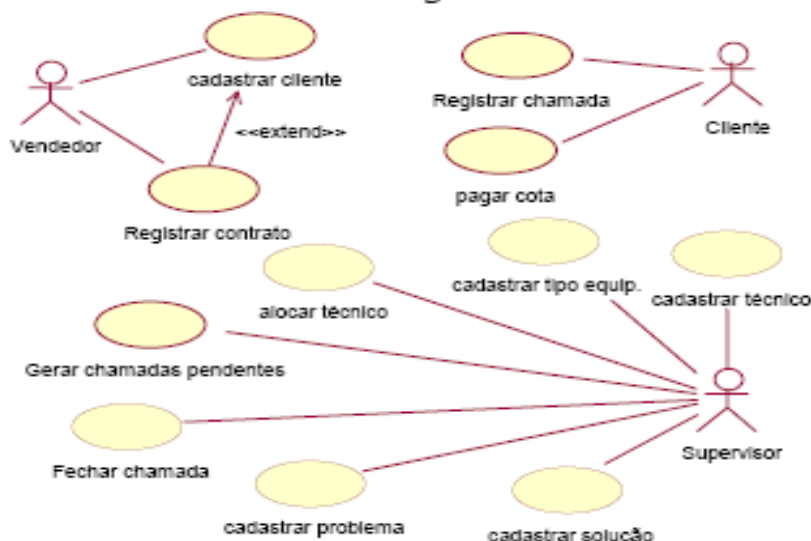 cadastrar cliente
Vendedor
<<extend>>
Registrar contrato
Registrar chamada
Cliente
pagar cota
cadastrar tipo equip.
cadastrar técnico
alocar técnico
Gerar chamadas pendentes
Supervisor
Fechar chamada
cadastrar problema
cadastrar solução